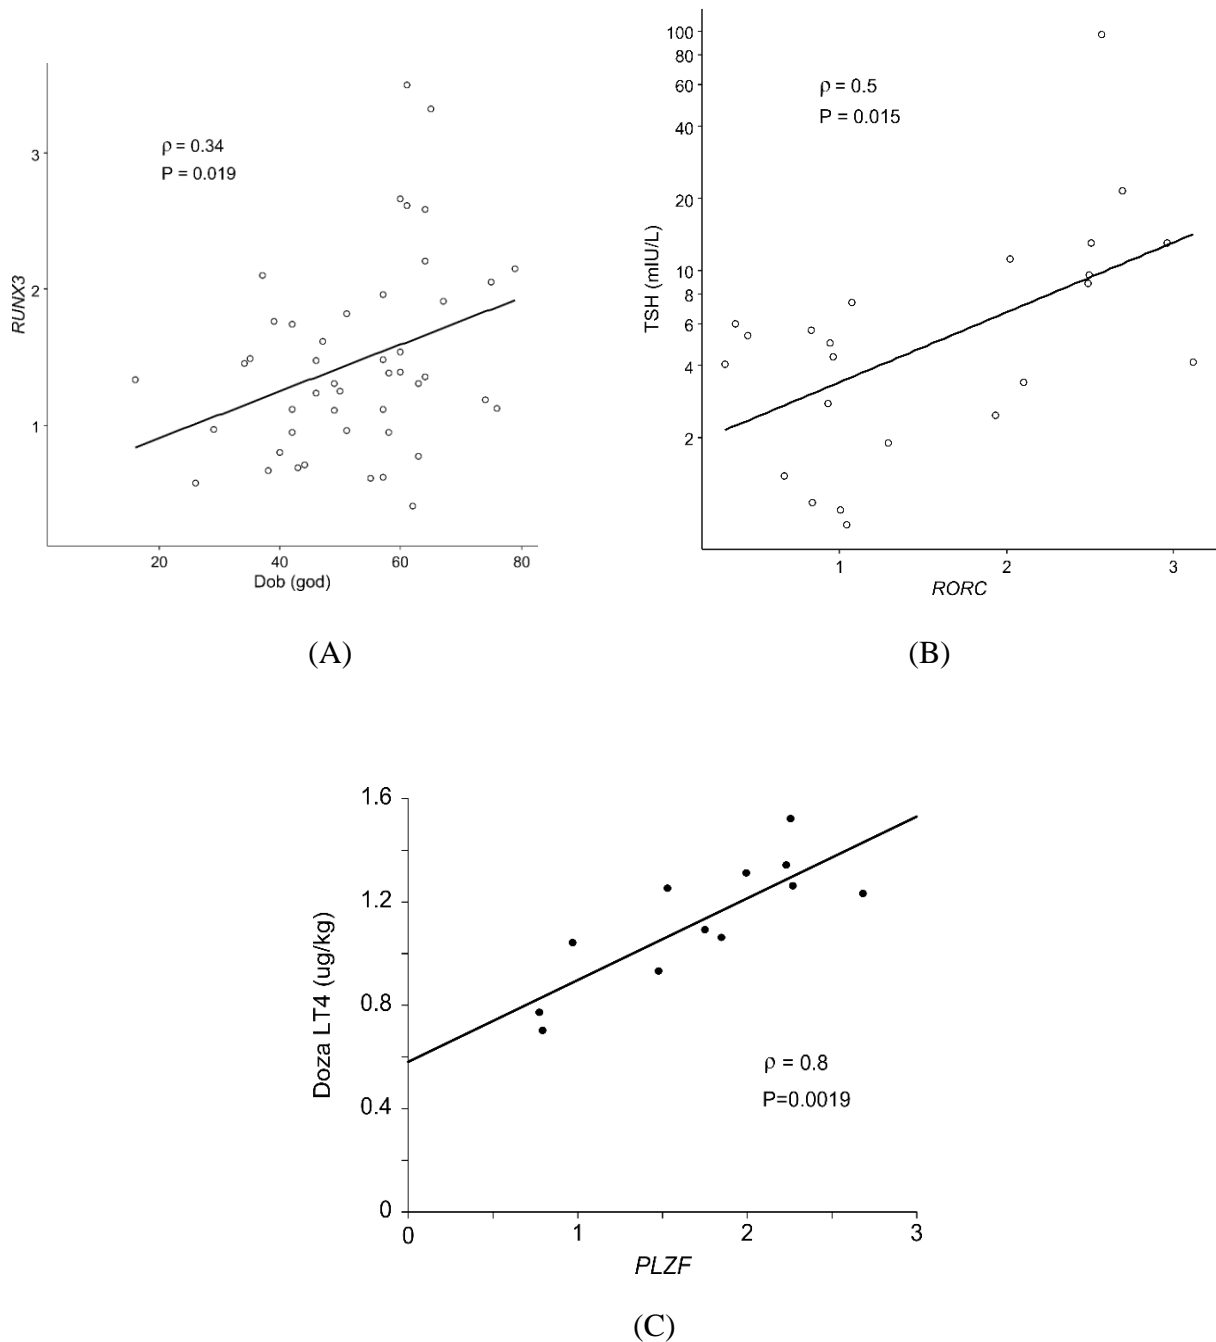 3
2
1
RUNX3
ρ = 0.34
P = 0.019
20
40
60
80
Dob (god)
(A)
100
80
60
40
20
10
8
6
4
2
TSH (mIU/L)
ρ = 0.5
P = 0.015
1
2
3
RORC
(B)
1.6
1.2
0.8
0.4
0
Doza LT4 (ug/kg)
ρ = 0.8
P=0.0019
0
1
2
3
PLZF
(C)